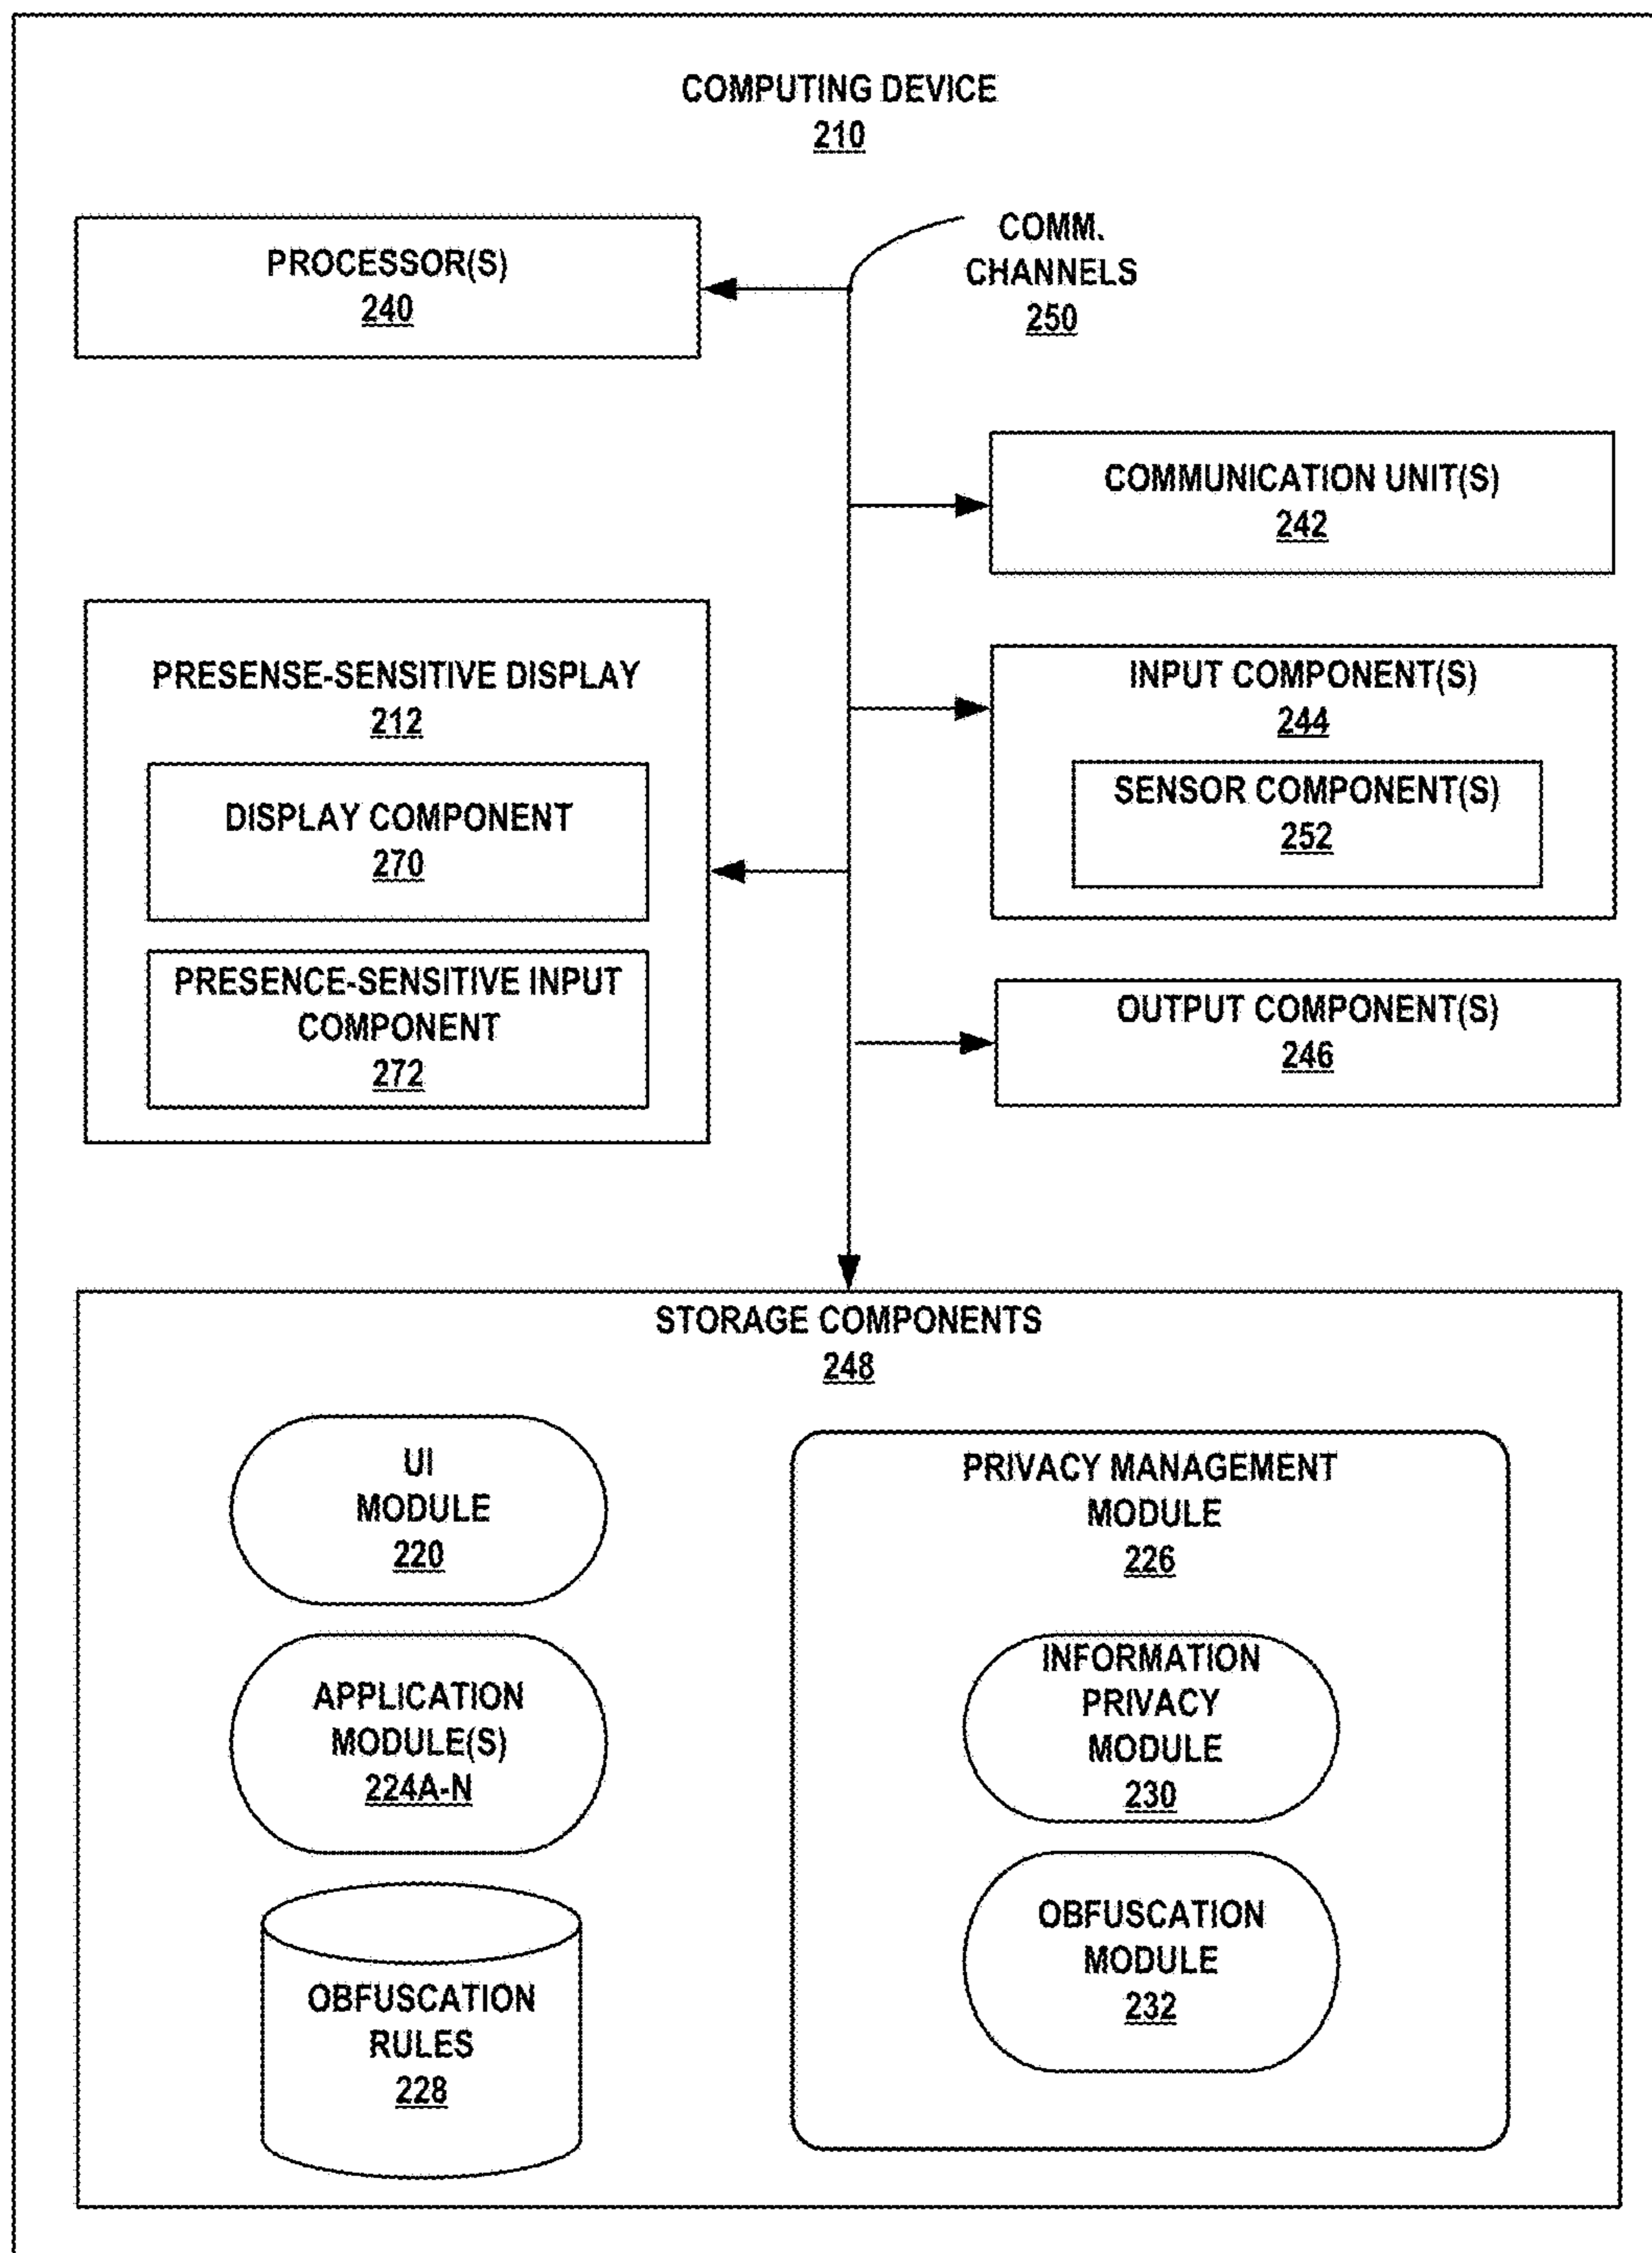 COMPUTING DEVICE
210
PROCESSOR(S)
240
COMM.
CHANNELS
250
COMMUNICATION UNIT(S)
242
PRESENSE-SENSITIVE DISPLAY
212
DISPLAY COMPONENT
270
PRESENCE-SENSITIVE INPUT
COMPONENT
272
INPUT COMPONENT(S)
244
SENSOR COMPONENT(S)
252
OUTPUT COMPONENT(S)
246
STORAGE COMPONENTS
248
UI
MODULE
220
APPLICATION
MODULE(S)
224A-N
OBFUSCATION
RULES
228
PRIVACY MANAGEMENT
MODULE
226
INFORMATION
PRIVACY
MODULE
230
OBFUSCATION
MODULE
232